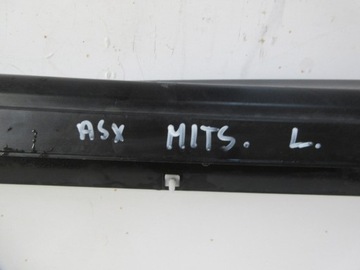 ASX MITS. L.